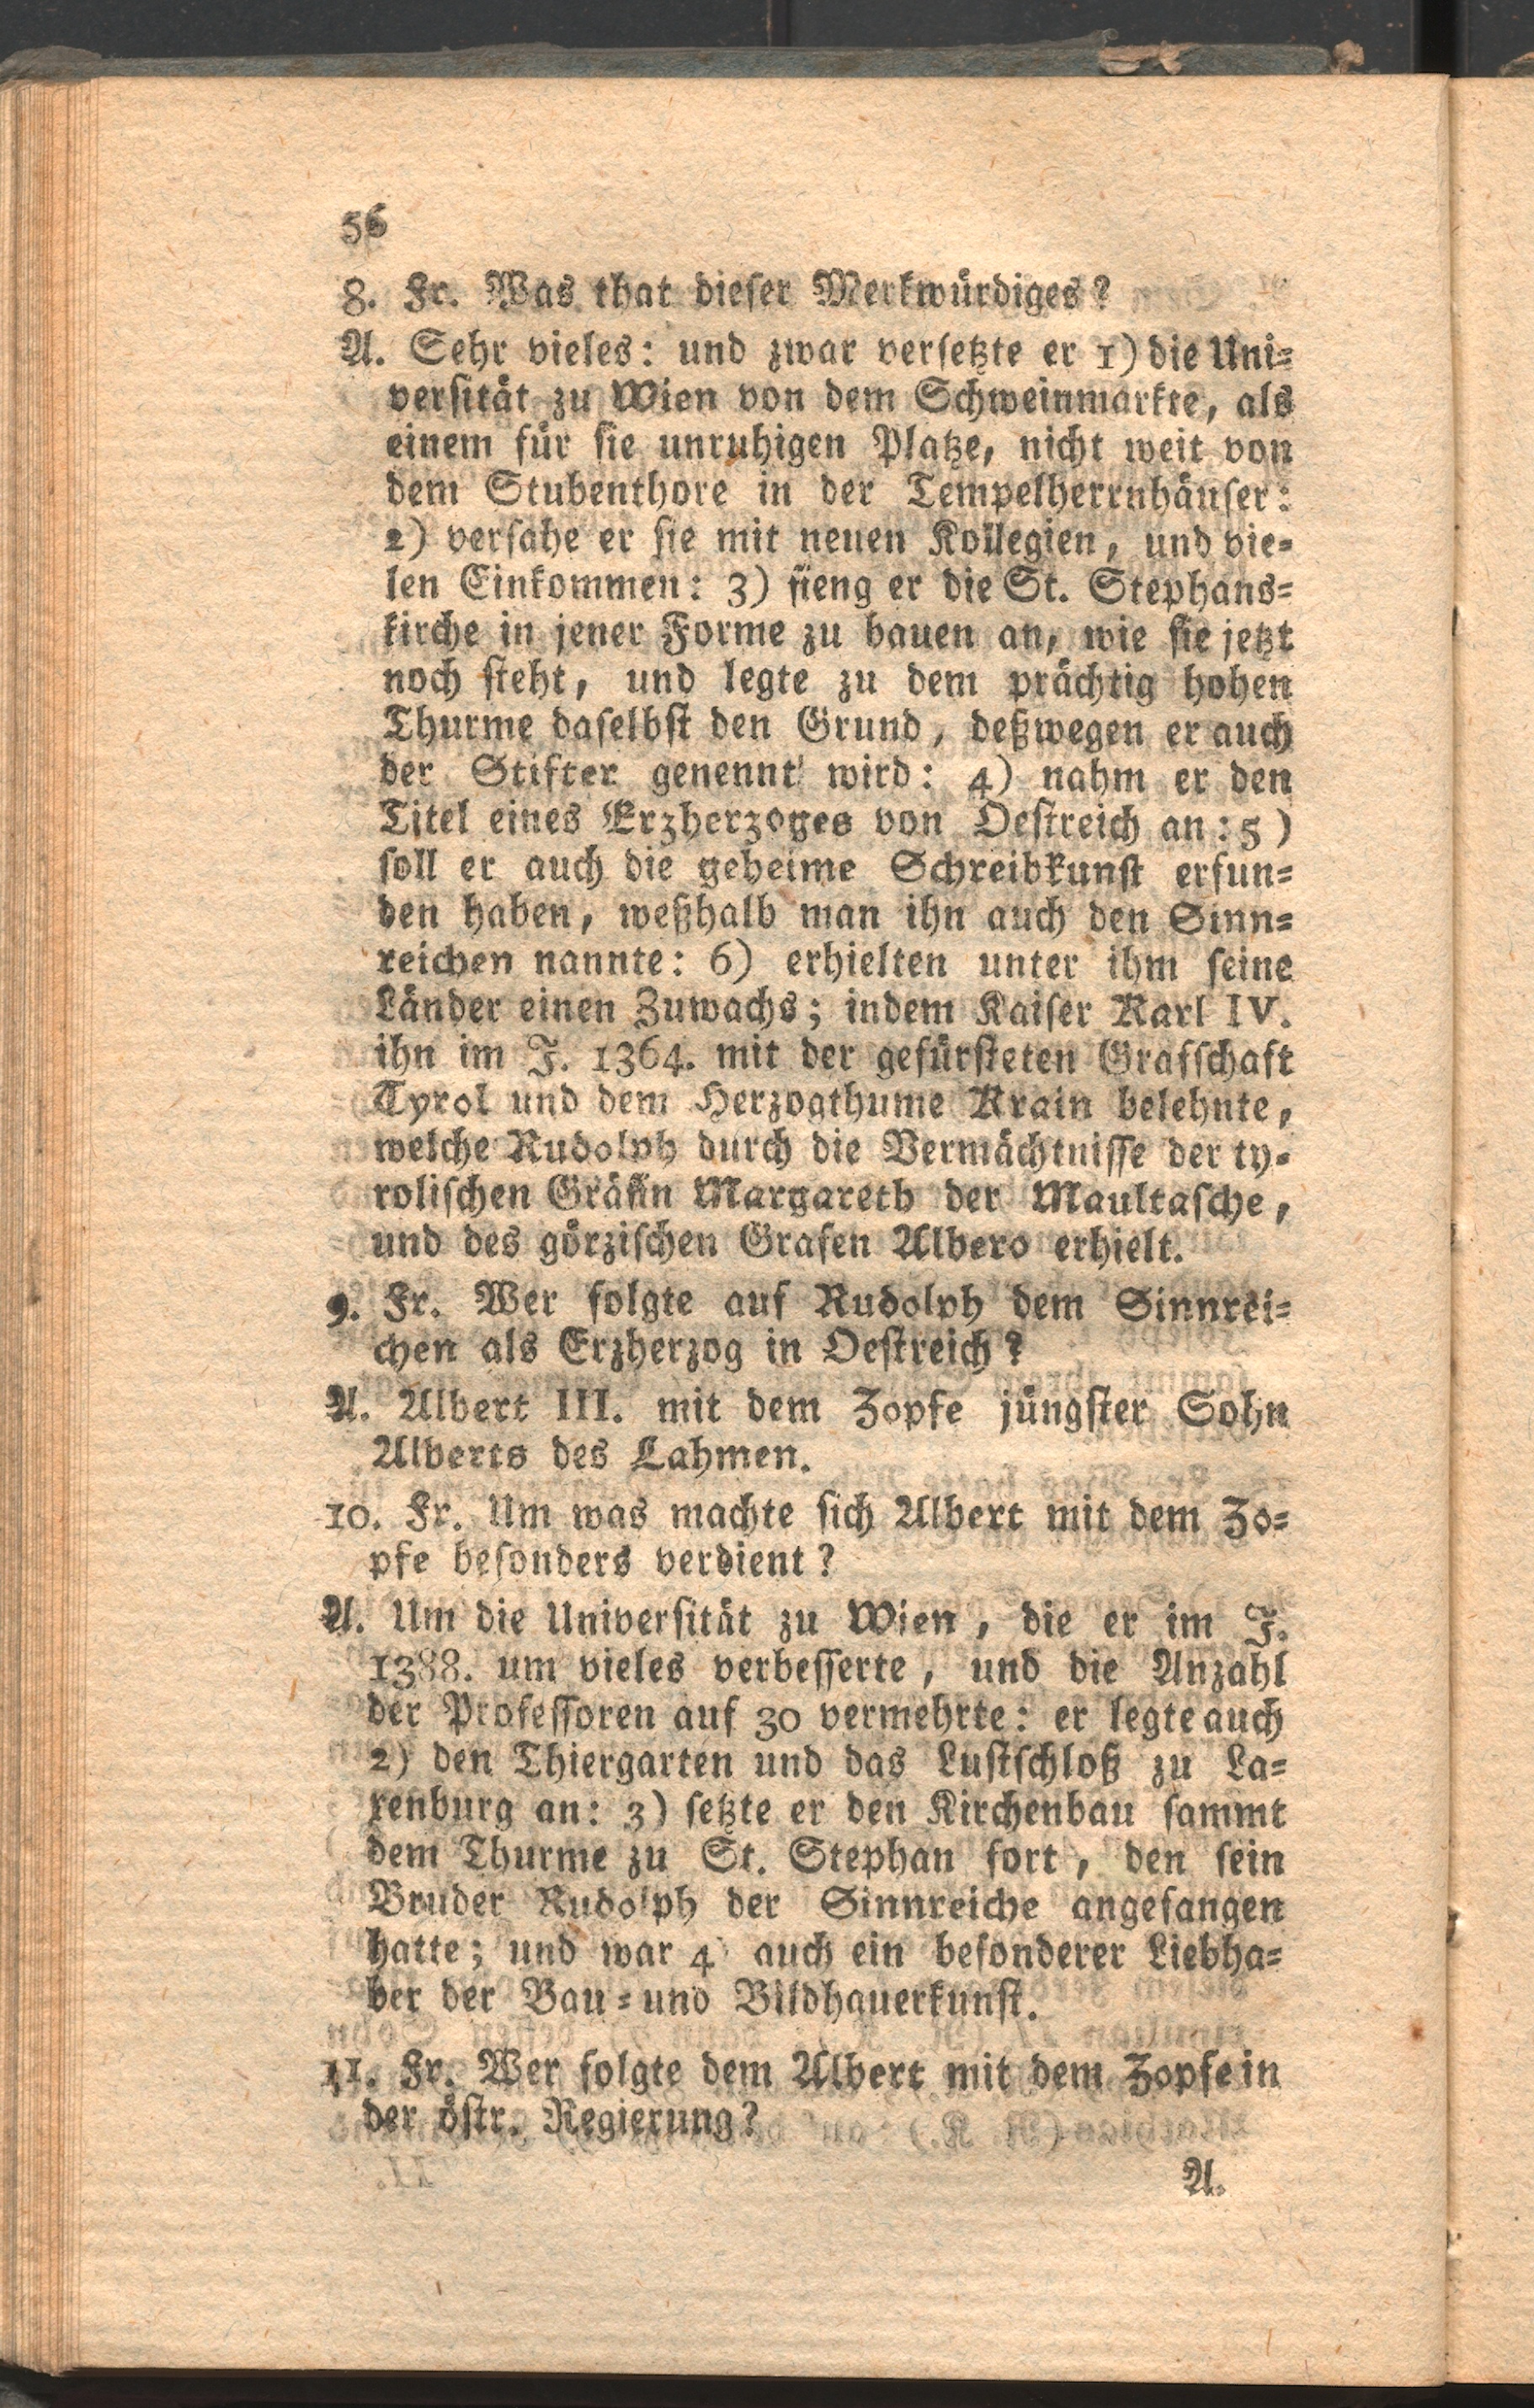 56
8. Fr. Was that dieser Merkwürdiges?
A. Sehr vieles: und zwar versetzte er 1) die Uni=
versität zu Wien von dem Schweinmarkte, als
einem für sie unruhigen Platze, nicht weit von
dem Stubenthore in der Tempelherrnhäuser:
2) versahe er sie mit neuen Kollegien, und vie=
len Einkommen: 3) fieng er die St. Stephans=
kirche in jener Forme zu bauen an, wie sie jetzt
noch steht, und legte zu dem prächtig hohen
Thurme daselbst den Grund, deßwegen er auch
der Stifter genennt wird: 4) nahm er den
Titel eines Erzherzoges von Oestreich an: 5)
soll er auch die geheime Schreibkunst erfun=
den haben, weßhalb man ihn auch den Sinn=
reichen nannte: 6) erhielten unter ihm seine
Länder einen Zuwachs; indem Kaiser Karl IV.
ihn im J. 1364. mit der gefürsteten Grafschaft
Tyrol und dem Herzogthume Krain belehnte,
welche Rudolph durch die Vermächtnisse der ty=
rolischen Gräfin Margareth der Maultasche,
und des görzischen Grafen Albero erhielt.
9. Fr. Wer folgte auf Rudolph dem Sinnrei=
chen als Erzherzog in Oestreich?
A. Albert III. mit dem Zopfe jüngster Sohn
Alberts des Lahmen.
10. Fr. Um was machte sich Albert mit dem Zo=
pfe besonders verdient?
A. Um die Universität zu Wien, die er im J.
1388. um vieles verbesserte, und die Anzahl
der Professoren auf 30 vermehrte: er legte auch
2) den Thiergarten und das Lustschloß zu La=
xenburg an: 3) setzte er den Kirchenbau sammt
dem Thurme zu St. Stephan fort, den sein
Bruder Rudolph der Sinnreiche angefangen
hatte; und war 4) auch ein besonderer Liebha=
ber der Bau= und Bildhauerkunst.
11. Fr. Wer folgte dem Albert mit dem Zopfe in
der östr. Regierung?
A.